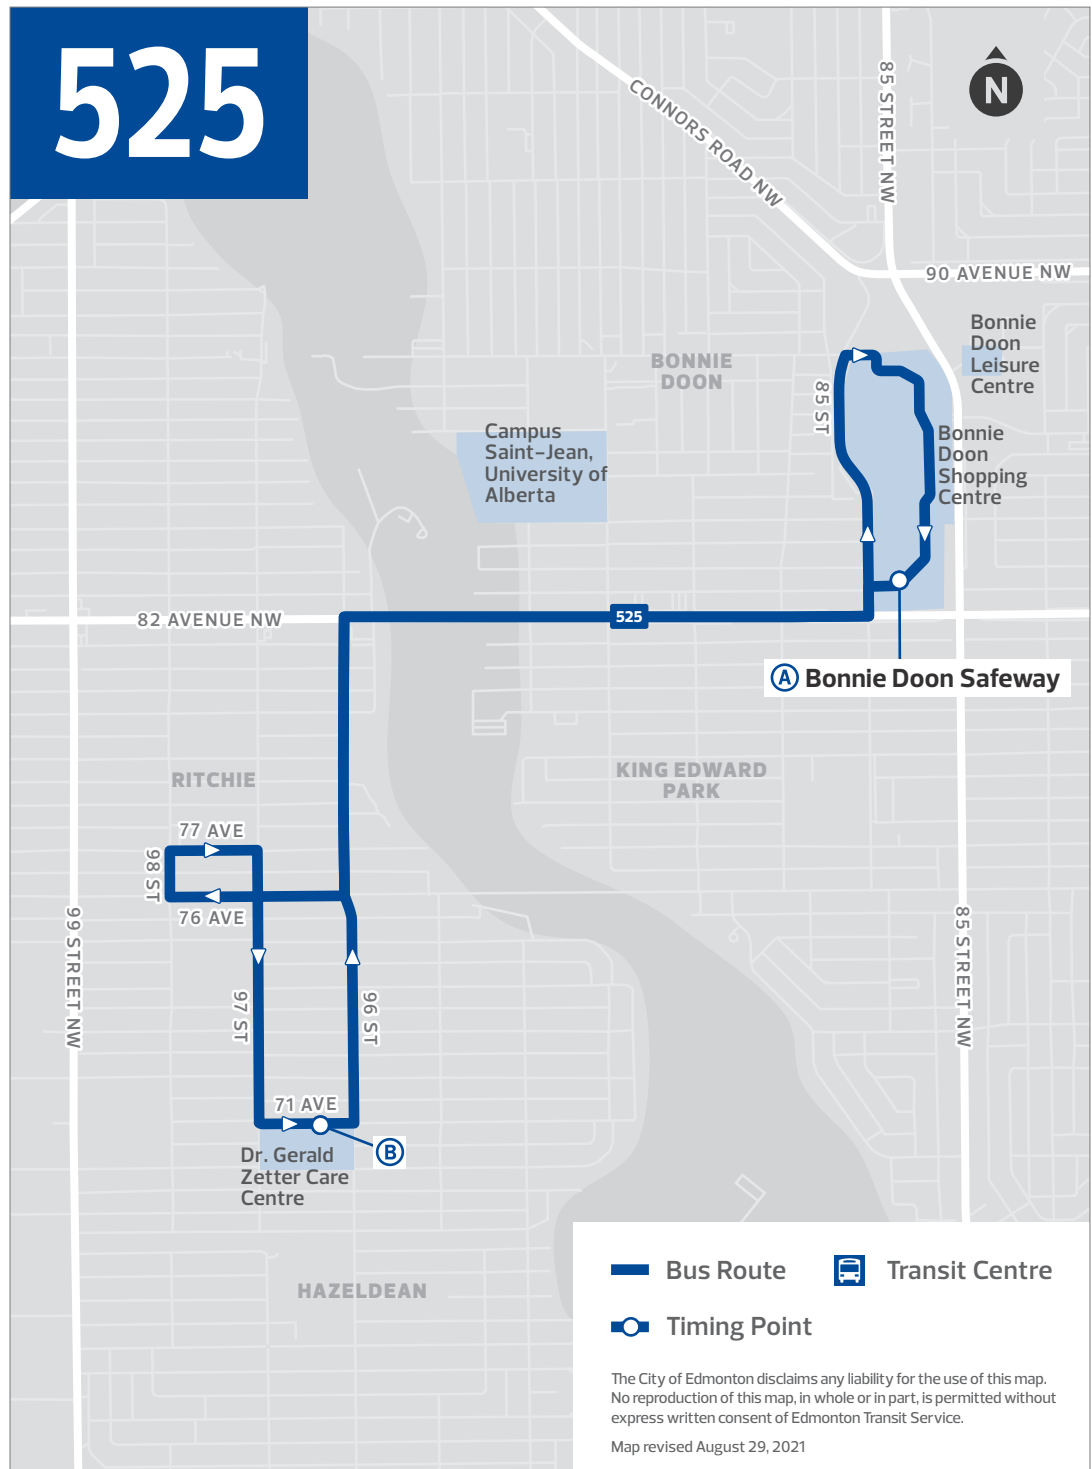 525
N
CONNORS ROAD NW
85 STREET NW
90 AVENUE NW
Bonnie
Doon
Leisure
Centre
BONNIE
DOON
85 ST
Campus
Saint-Jean,
University of
Alberta
Bonnie
Doon
Shopping
Centre
82 AVENUE NW
525
A Bonnie Doon Safeway
RITCHIE
KING EDWARD
PARK
77 AVE
98 ST
76 AVE
99 STREET NW
85 STREET NW
97 ST
96 ST
71 AVE
B
Dr. Gerald
Zetter Care
Centre
HAZELDEAN
Bus Route
Transit Centre
Timing Point
The City of Edmonton disclaims any liability for the use of this map.
No reproduction of this map, in whole or in part, is permitted without
express written consent of Edmonton Transit Service.
Map revised August 29, 2021